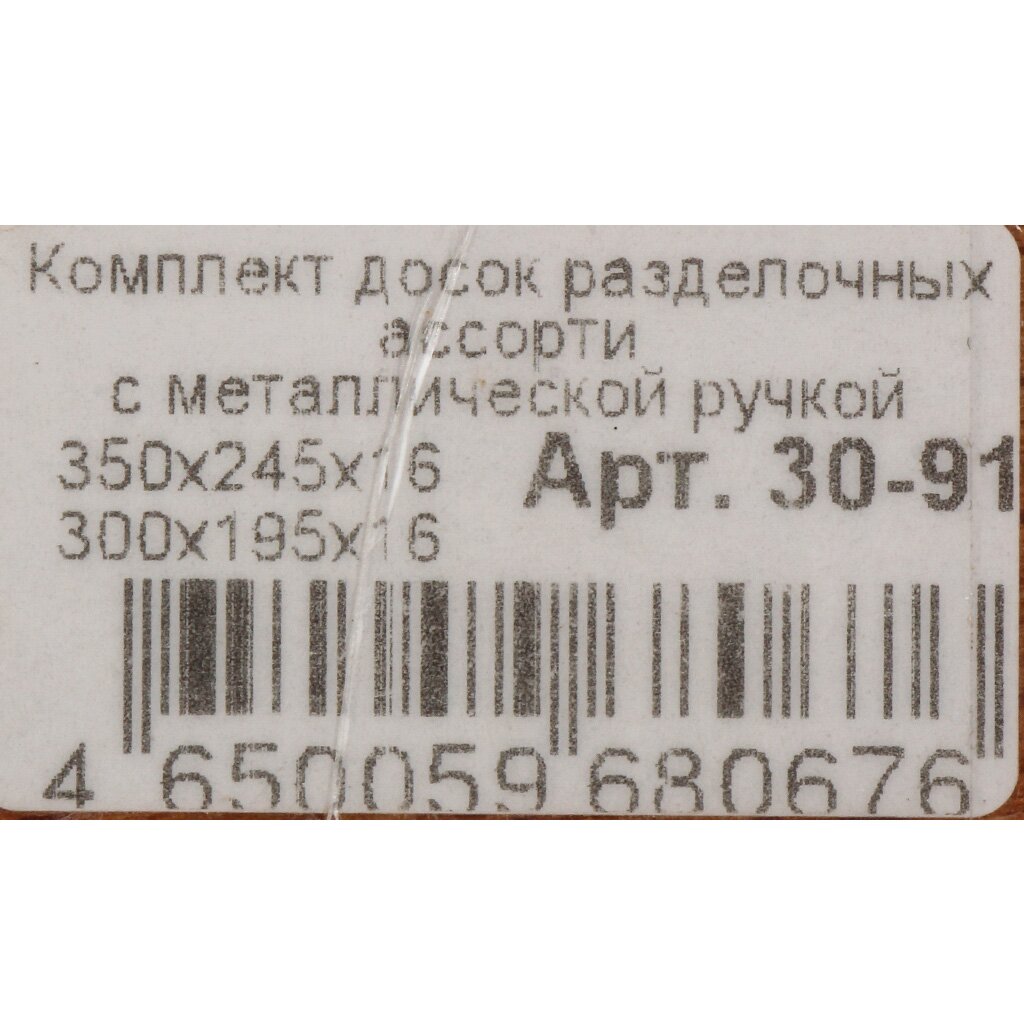 Комплект досок разделочных
ассорти
с металлической ручкой
350х245х16
Арт. 30-91
300х195х16
4 650059 680676